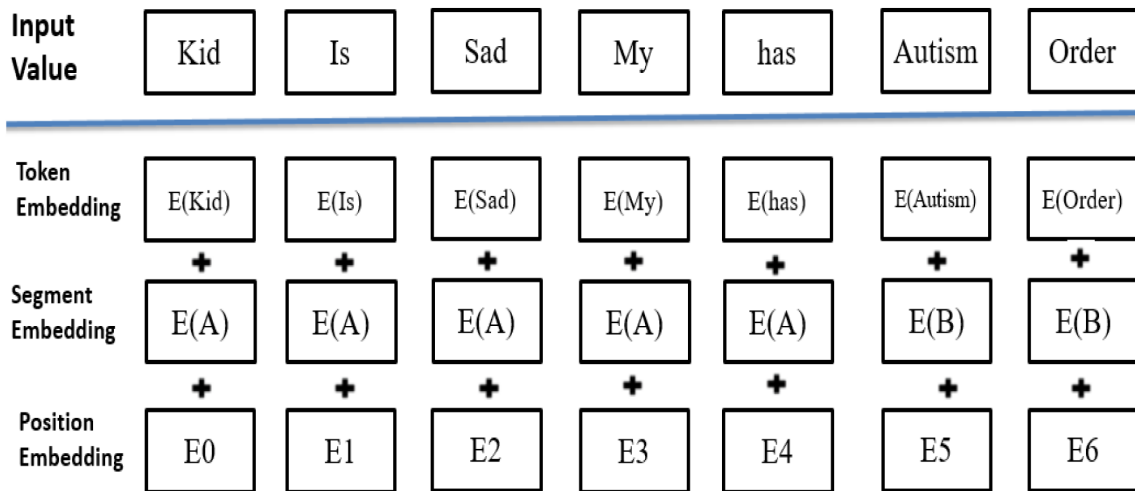 Input Value
Kid Is Sad My has Autism Order
Token Embedding
E(Kid) E(Is) E(Sad) E(My) E(has) E(Autism) E(Order)
+ + + + + + +
Segment Embedding
E(A) E(A) E(A) E(A) E(A) E(B) E(B)
+ + + + + + +
Position Embedding
E0 E1 E2 E3 E4 E5 E6